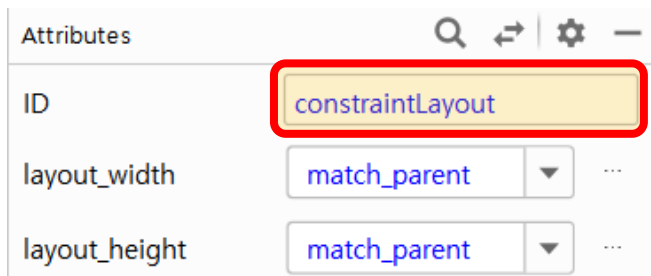 Attributes
ID constraintLayout
layout_width match_parent ...
layout_height match_parent ...